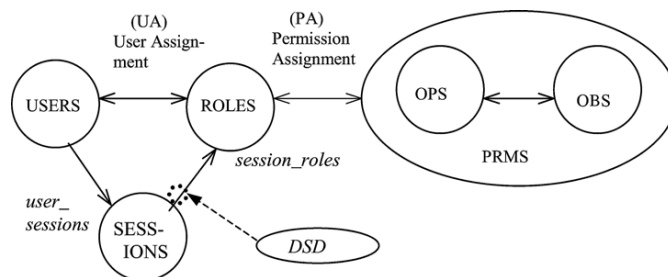 (UA)
User Assign-
ment
(PA)
Permission
Assignment
USERS
ROLES
OPS
OBS
PRMS
session_roles
user_
sessions
SESS-
IONS
DSD